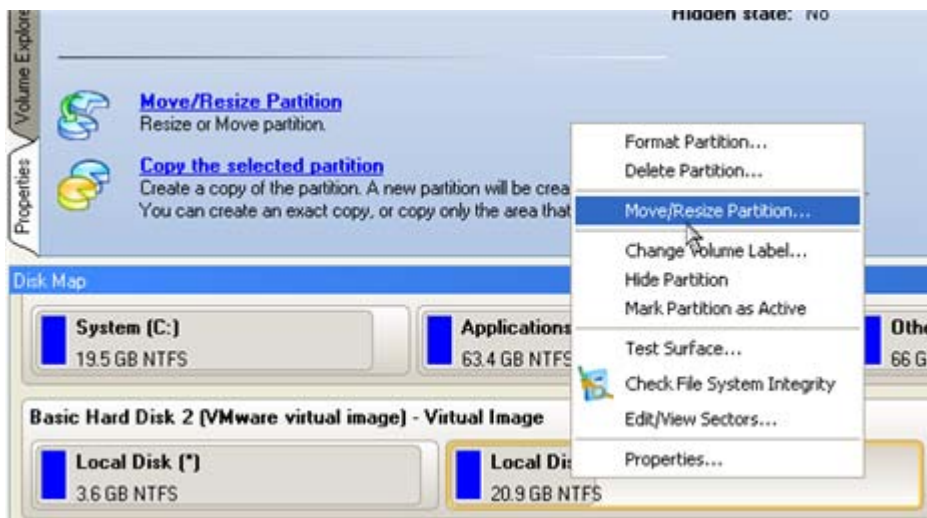 Hidden state: No
Volume Explore
Properties
Move/Resize Partition
Resize or Move partition.
Copy the selected partition
Create a copy of the partition. A new partition will be crea
You can create an exact copy, or copy only the area that
Format Partition...
Delete Partition...
Move/Resize Partition...
Change Volume Label...
Hide Partition
Mark Partition as Active
Test Surface...
Check File System Integrity
Edit/View Sectors...
Properties...
Disk Map
System (C:)
19.5 GB NTFS
Applications
63.4 GB NTFS
Othe
66 G
Basic Hard Disk 2 (VMware virtual image) - Virtual Image
Local Disk (*)
3.6 GB NTFS
Local Dis
20.9 GB NTFS